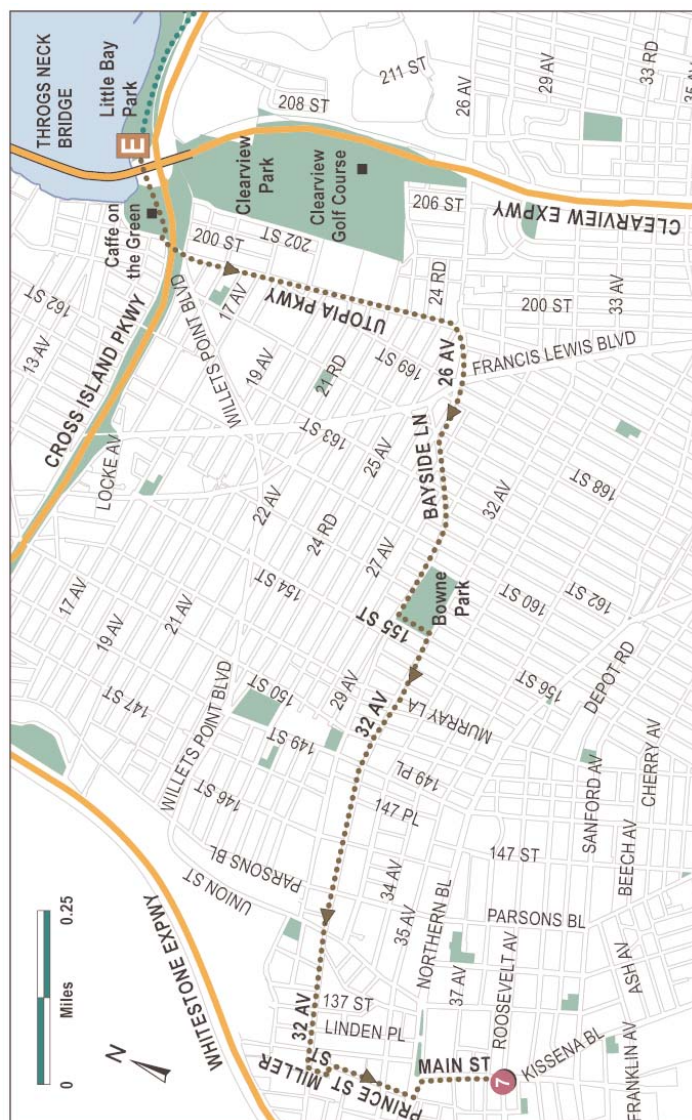 THROGS NECK
BRIDGE
Little Bay
Park
E
Caffe on
the Green
CROSS ISLAND PKWY
162 ST
13 AV
WILLETS POINT BLVD
200 ST
202 ST
208 ST
211 ST
Clearview
Park
Clearview
Golf Course
206 ST
26 AV
29 AV
33 RD
35 AV
CLEARVIEW EXPWY
17 AV
UTOPIA PKWY
24 RD
200 ST
33 AV
19 AV
21 RD
169 ST
26 AV
FRANCIS LEWIS BLVD
LOCKE AV
163 ST
25 AV
BAYSIDE LN
32 AV
168 ST
22 AV
24 RD
27 AV
17 AV
19 AV
21 AV
154 ST
155 ST
Bowne
Park
160 ST
162 ST
147 ST
WILLETS POINT BLVD
150 ST
29 AV
149 ST
32 AV
156 ST
MURRAY LA
DEPOT RD
146 ST
149 PL
147 PL
SANFORD AV
CHERRY AV
WHITESTONE EXPWY
PARSONS BL
UNION ST
34 AV
35 AV
147 ST
BEECH AV
NORTHERN BL
PARSONS BL
32 AV
137 ST
LINDEN PL
37 AV
ROOSEVELT AV
ASH AV
PRINCE ST
MILLER
ST
MAIN ST
7
KISSENA BL
FRANKLIN AV
N
0
Miles
0.25